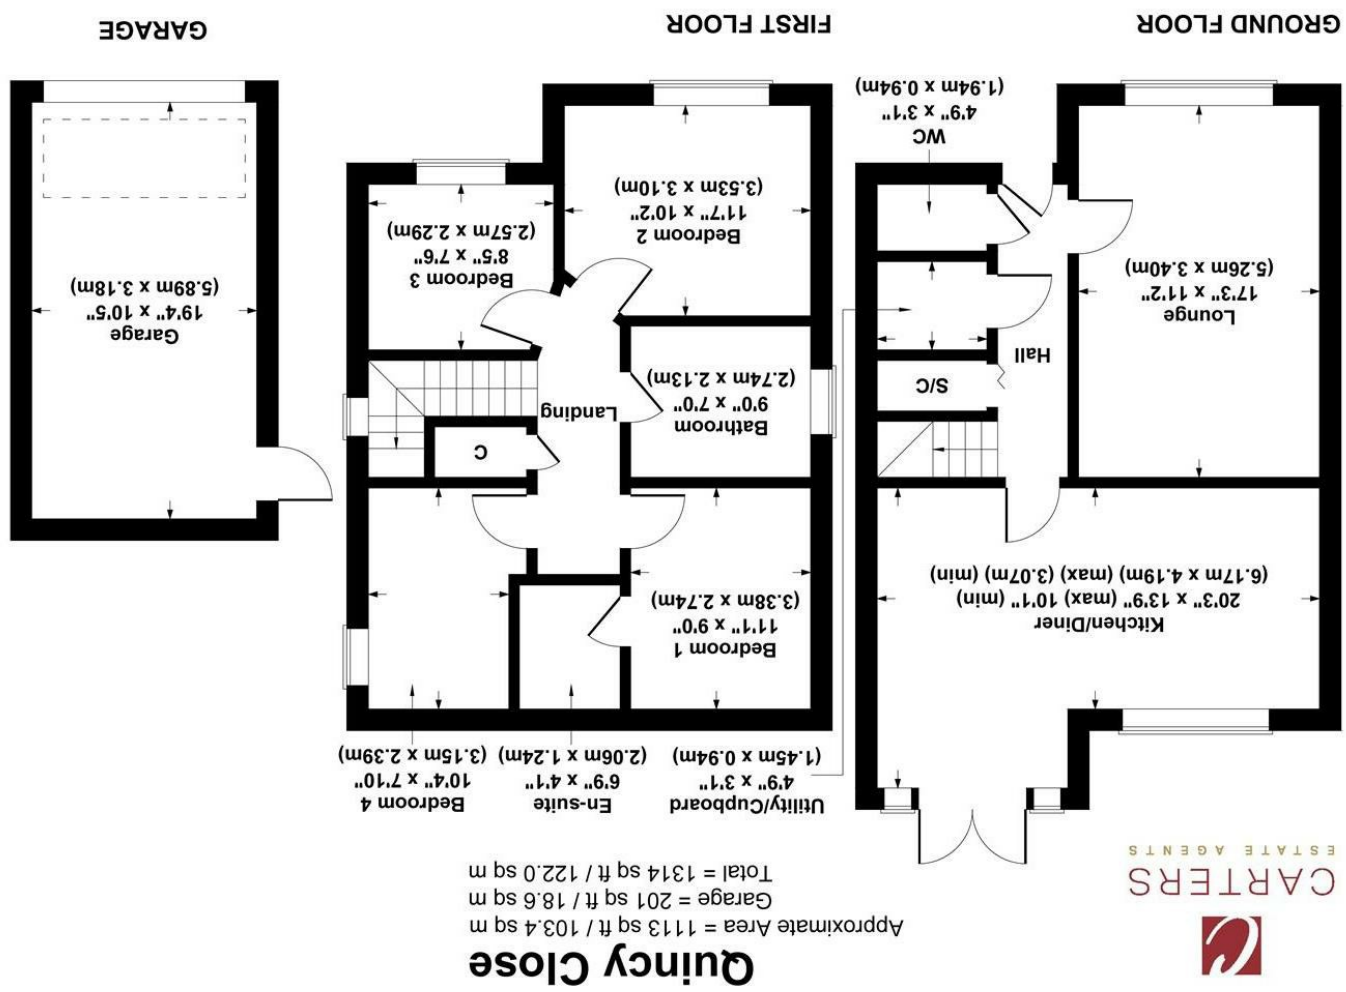 Quincy Close
Approximate Area = 1113 sq ft / 103.4 sq m
Garage = 201 sq ft / 18.6 sq m
Total = 1314 sq ft / 122.0 sq m
CARTERS
ESTATE AGENTS
Kitchen/Diner
20'3" x 13'9" (max) 10'1" (min)
(6.17m x 4.19m) (max) (3.07m) (min)
S/C
Hall
Lounge
17'3" x 11'2"
(5.26m x 3.40m)
WC
4'9" x 3'1"
(1.94m x 0.94m)
GROUND FLOOR
Utility/Cupboard
4'9" x 3'1"
(1.45m x 0.94m)
En-suite
6'9" x 4'1"
(2.06m x 1.24m)
Bedroom 4
10'4" x 7'10"
(3.15m x 2.39m)
Bedroom 1
11'1" x 9'0"
(3.38m x 2.74m)
C
Landing
Bathroom
9'0" x 7'0"
(2.74m x 2.13m)
Bedroom 3
8'5" x 7'6"
(2.57m x 2.29m)
Bedroom 2
11'7" x 10'2"
(3.53m x 3.10m)
FIRST FLOOR
Garage
19'4" x 10'5"
(5.89m x 3.18m)
GARAGE